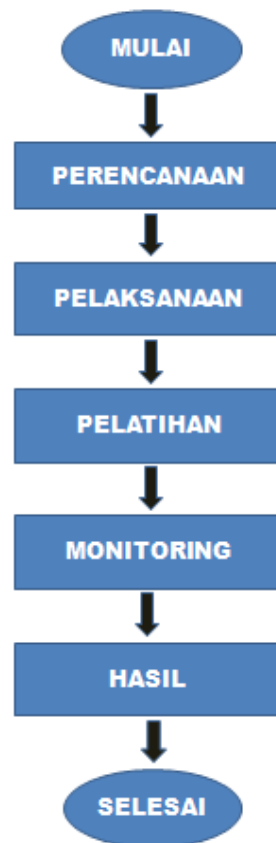 MULAI
PERENCANAAN
PELAKSANAAN
PELATIHAN
MONITORING
HASIL
SELESAI